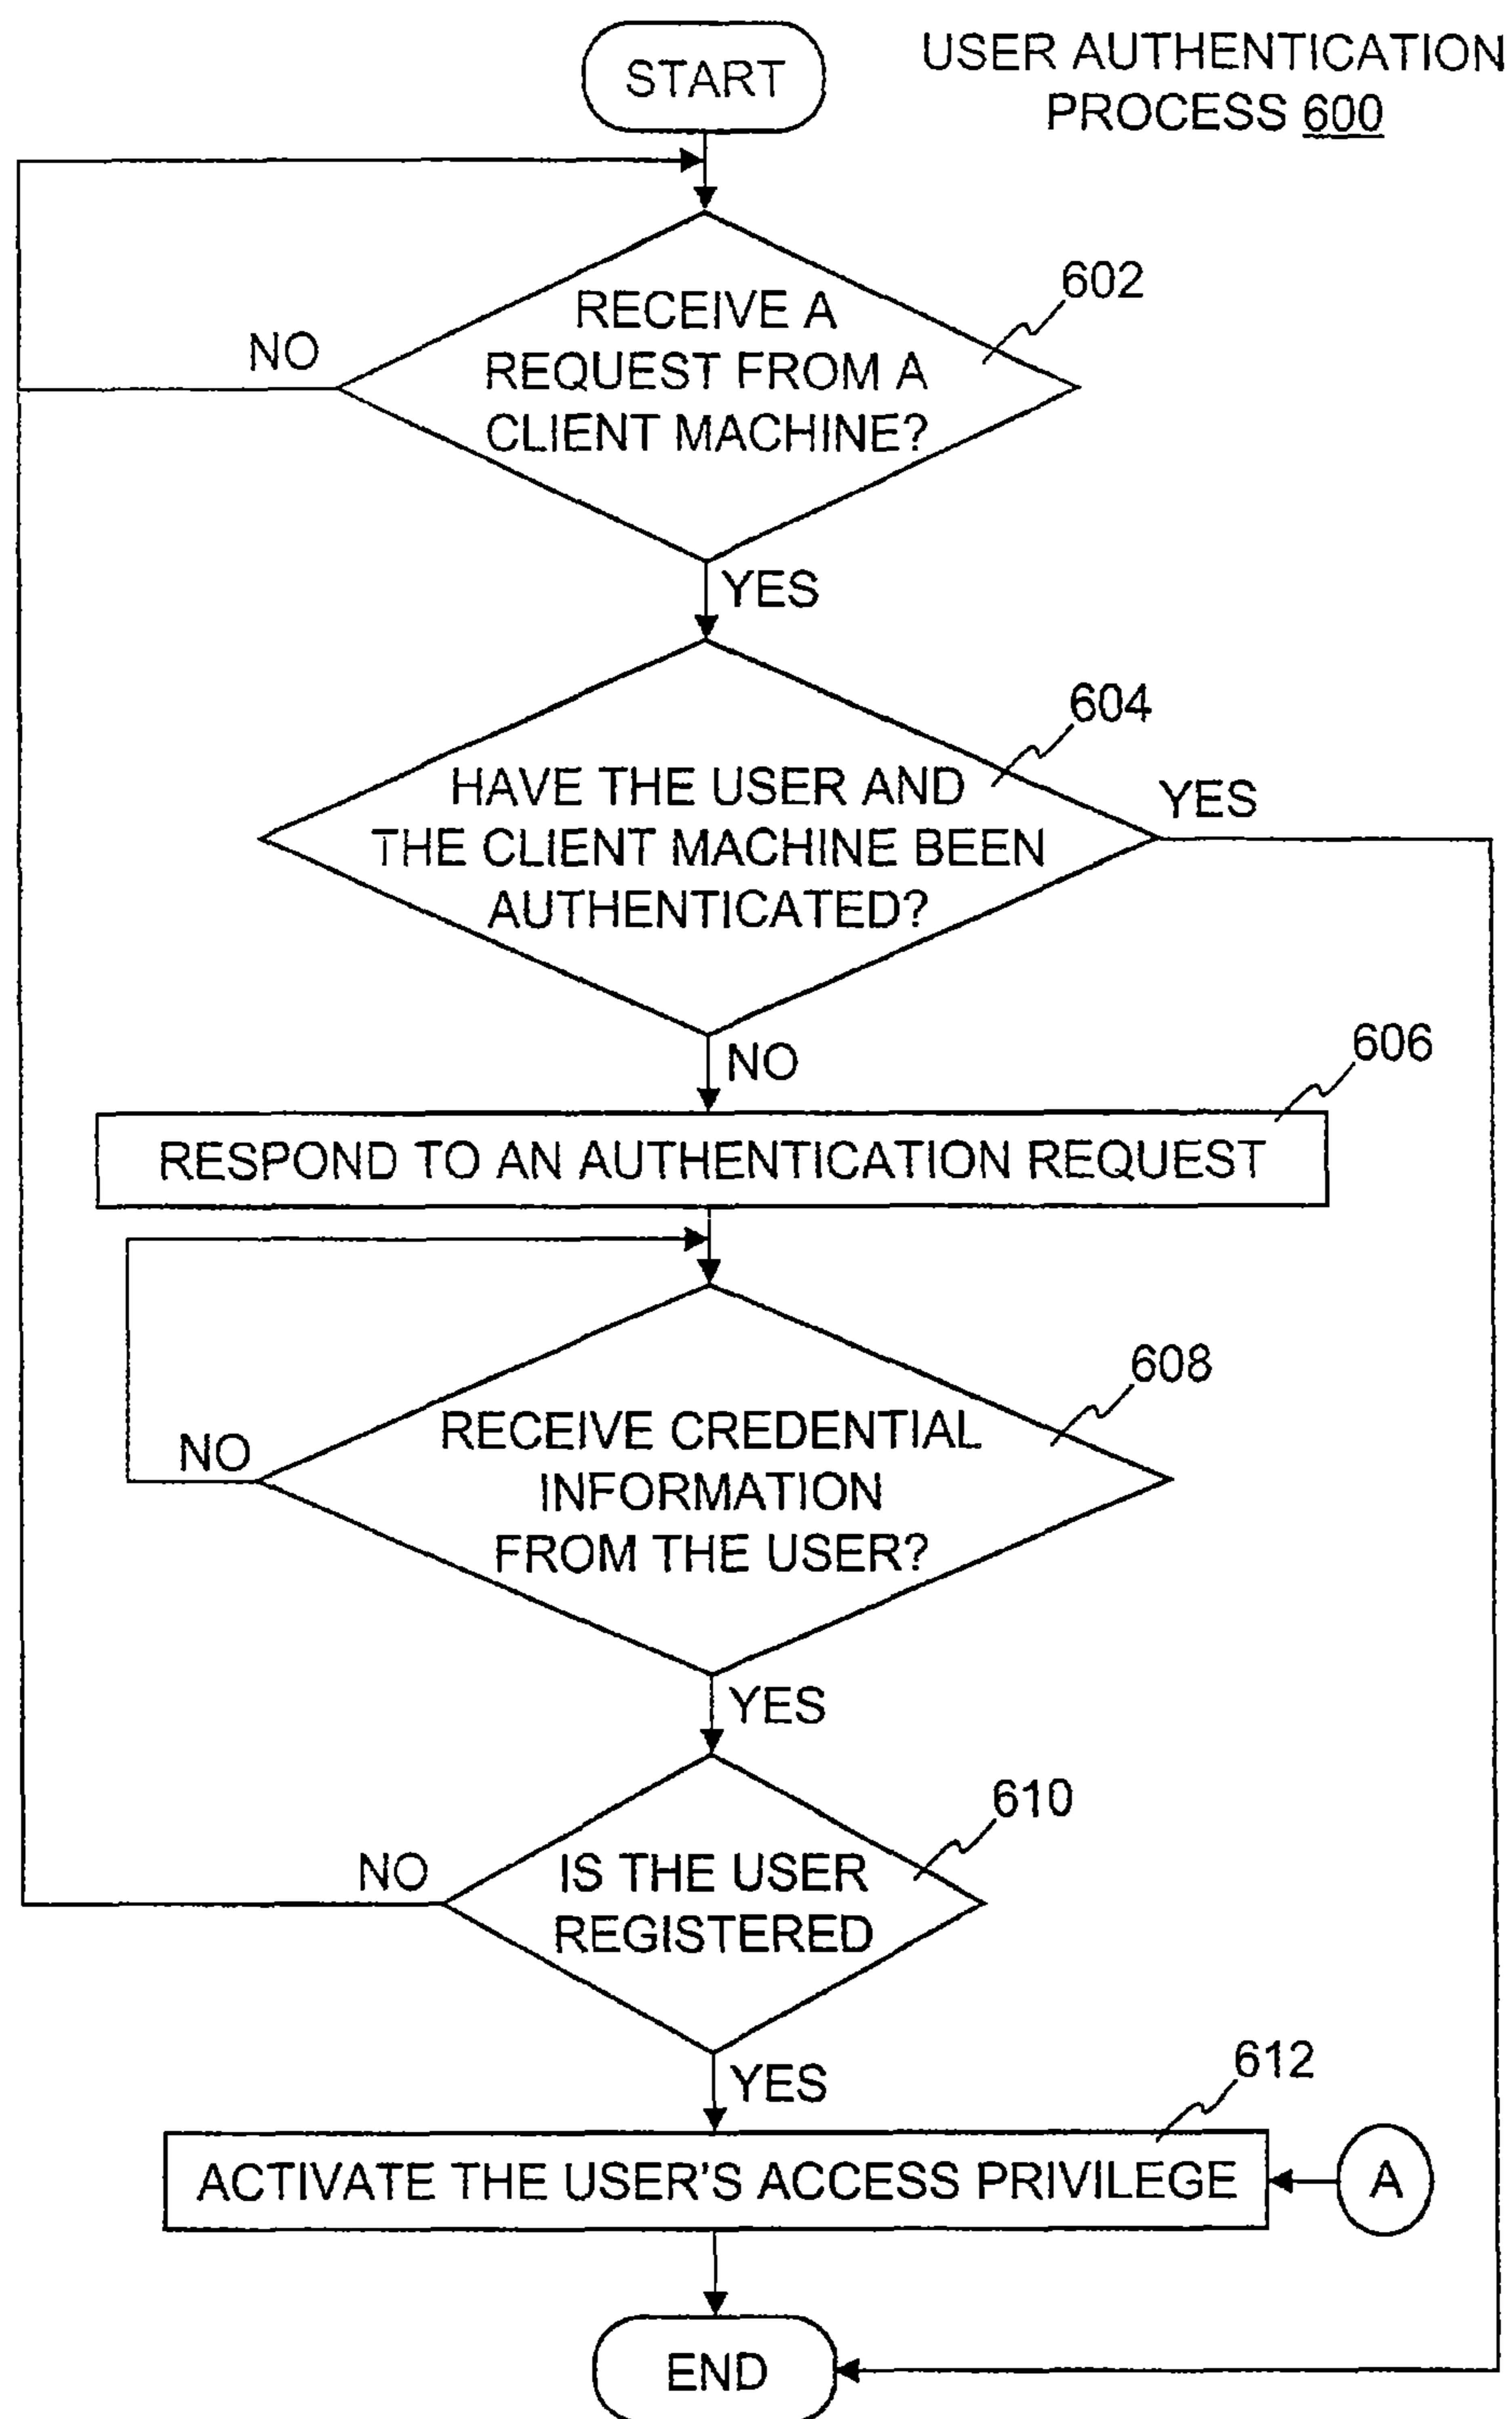 START
USER AUTHENTICATION
PROCESS 600
RECEIVE A
REQUEST FROM A
CLIENT MACHINE?
602
NO
YES
604
HAVE THE USER AND
THE CLIENT MACHINE BEEN
AUTHENTICATED?
YES
NO
606
RESPOND TO AN AUTHENTICATION REQUEST
608
RECEIVE CREDENTIAL
INFORMATION
FROM THE USER?
NO
YES
610
IS THE USER
REGISTERED
NO
YES
612
ACTIVATE THE USER'S ACCESS PRIVILEGE
A
END